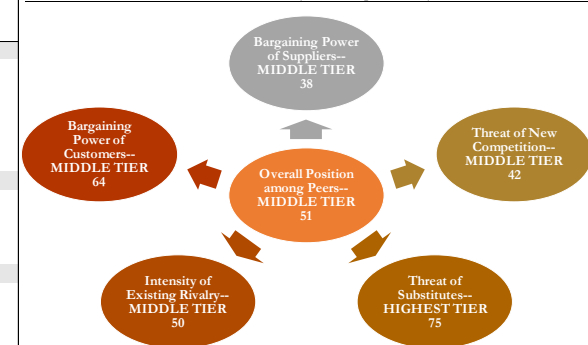 Bargaining Power
of Suppliers--
MIDDLE TIER
38
Bargaining
Power of
Customers--
MIDDLE TIER
64
Threat of New
Competition--
MIDDLE TIER
42
Overall Position
among Peers--
MIDDLE TIER
51
Intensity of
Existing Rivalry--
MIDDLE TIER
50
Threat of
Substitutes--
HIGHEST TIER
75